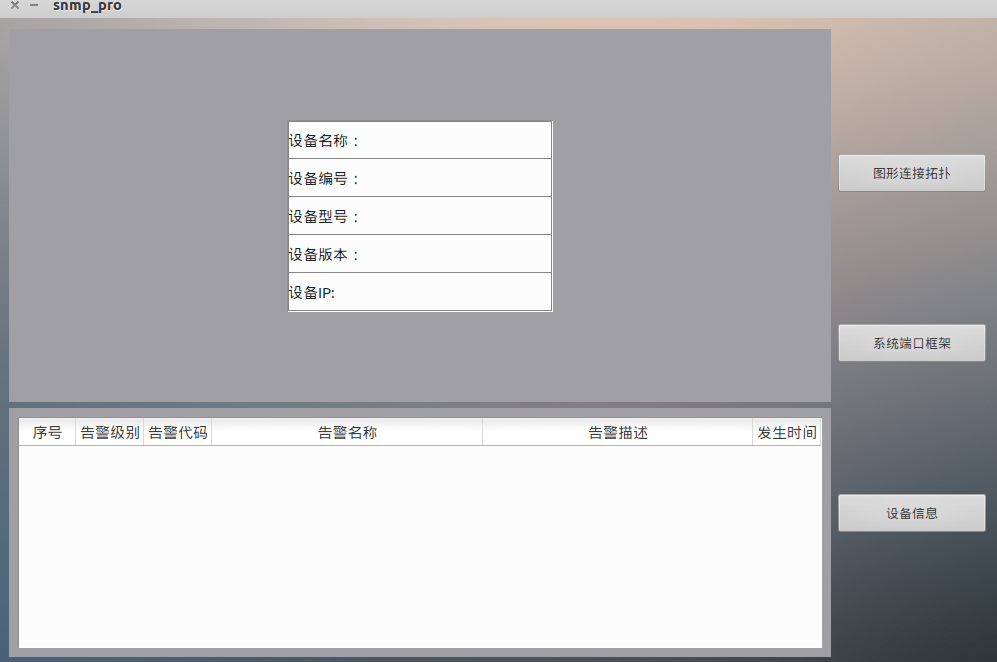 snmp_pro
设备名称：
设备编号：
设备型号：
设备版本：
设备IP:
图形连接拓扑
系统端口框架
设备信息
序号 告警级别 告警代码 告警名称 告警描述 发生时间